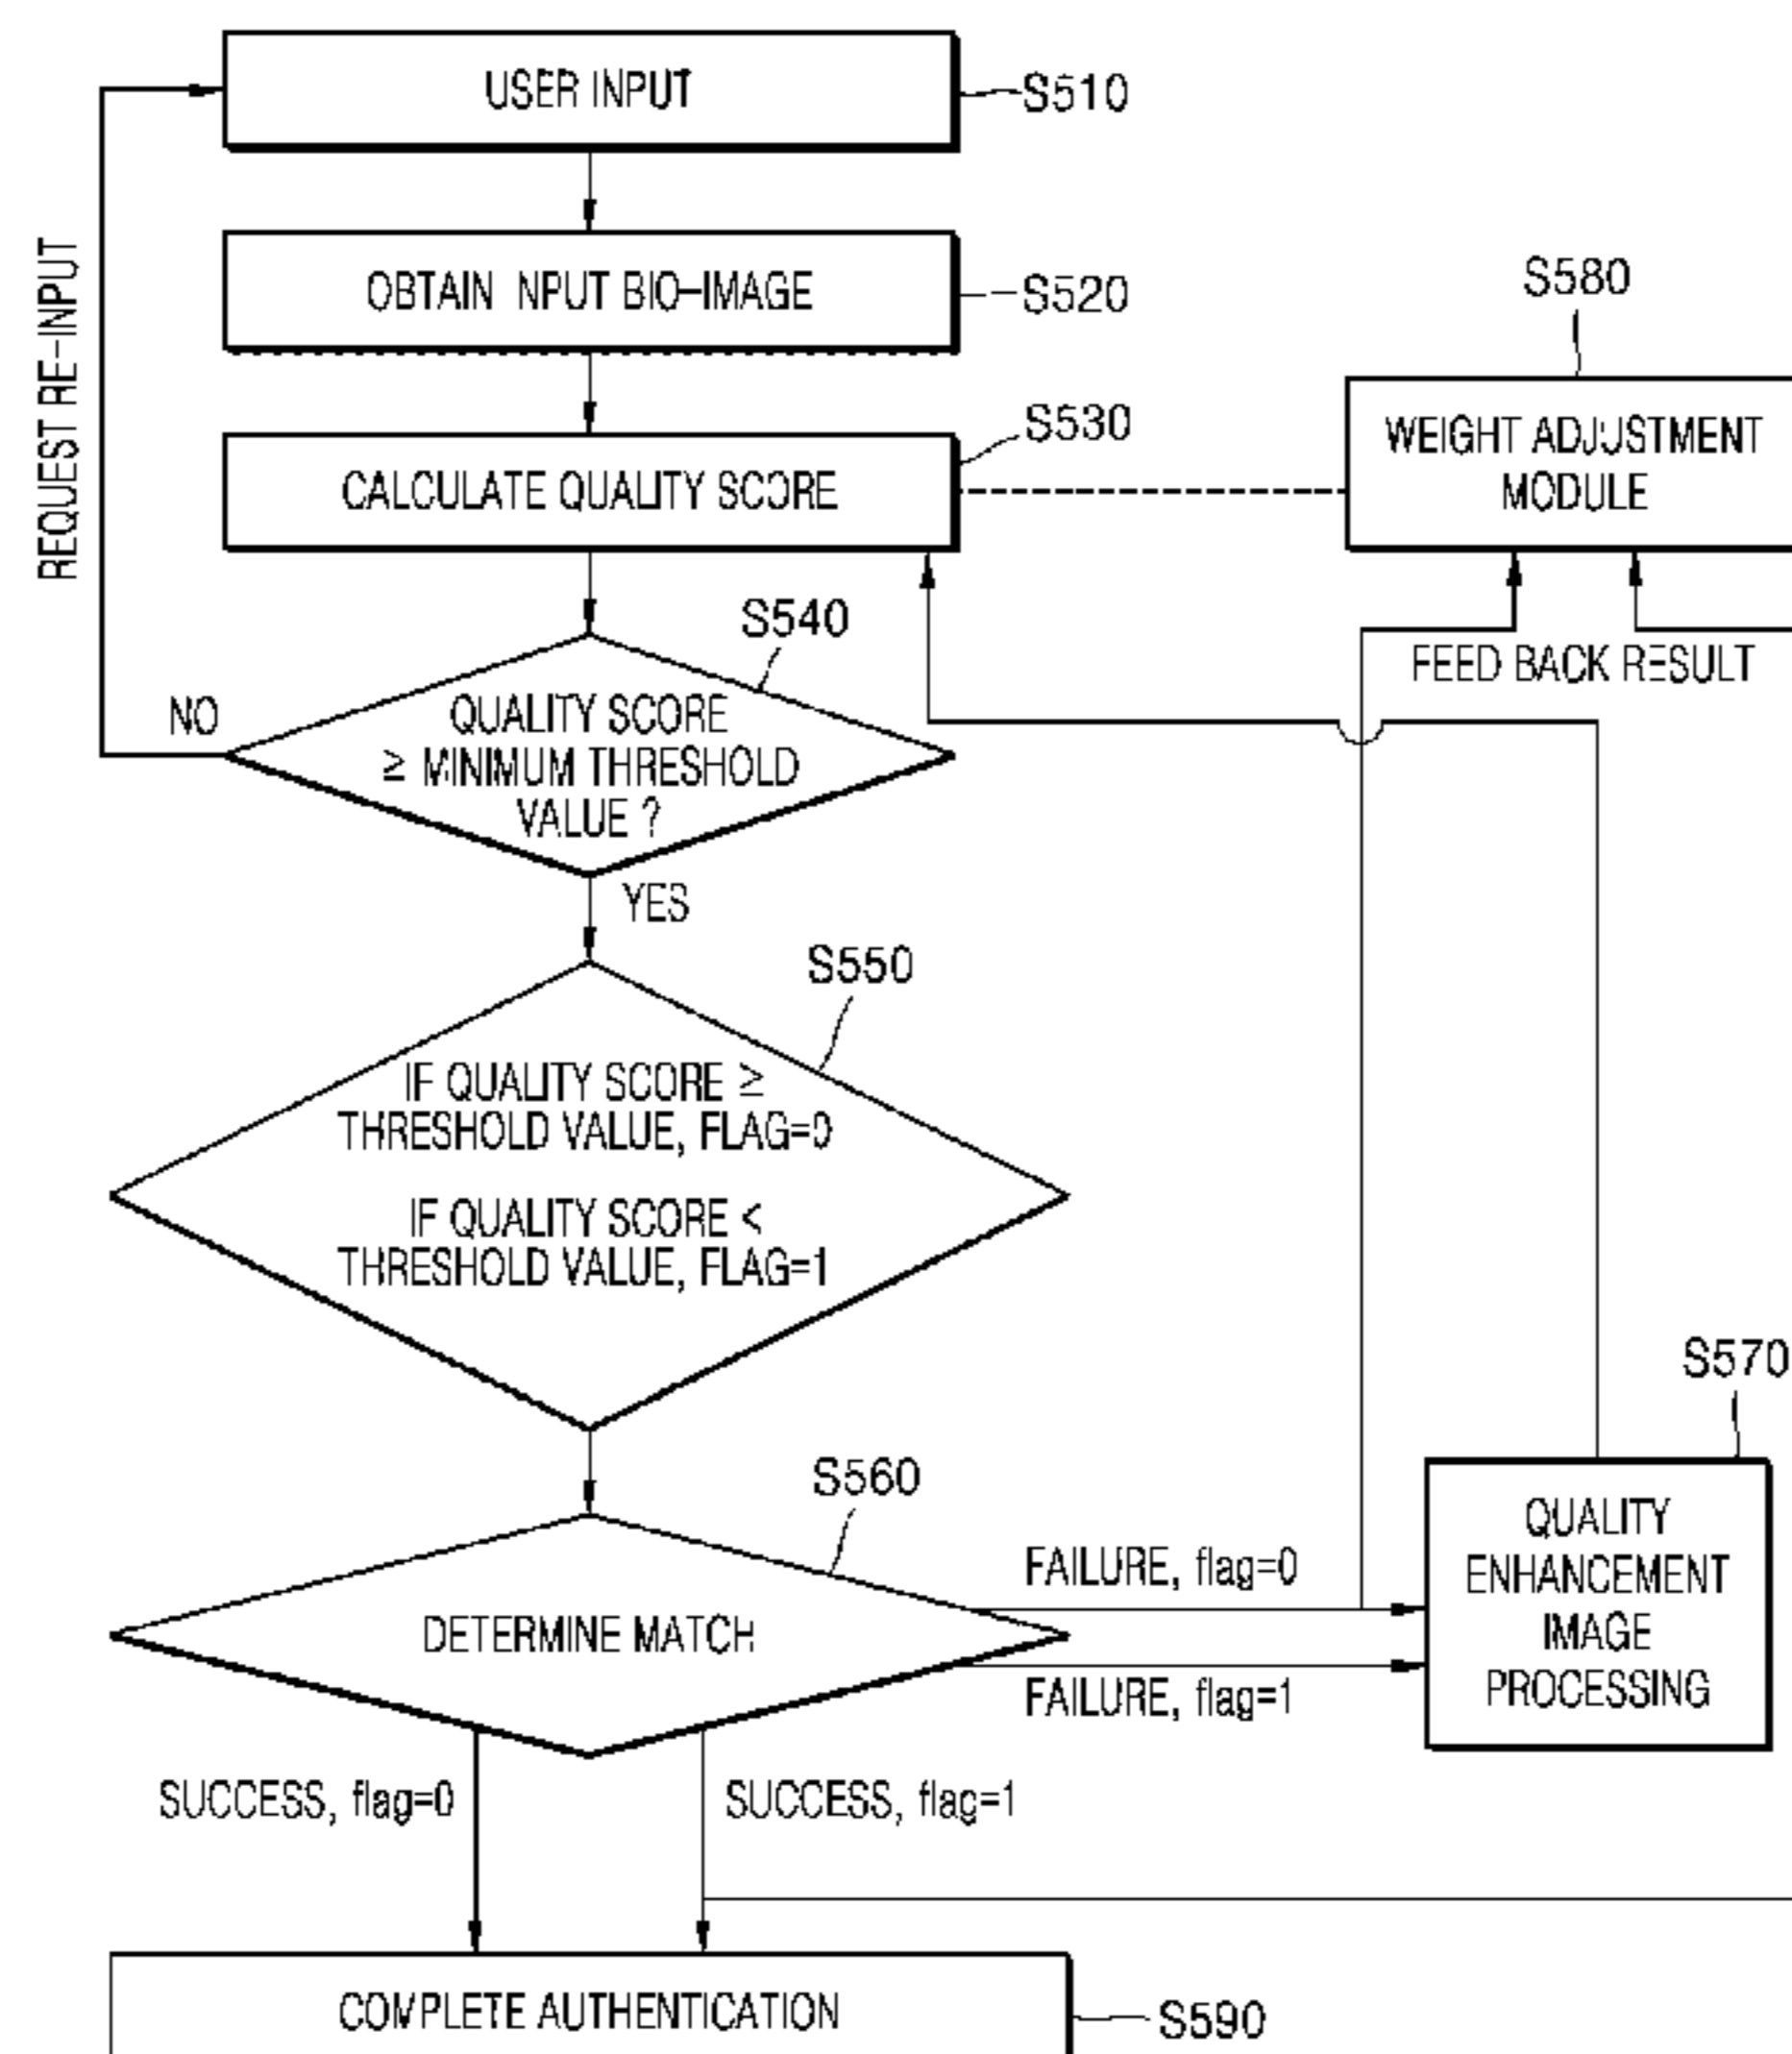 USER INPUT
S510
OBTAIN NPUT BIO-IMAGE
S520
S580
S530
CALCULATE QUALITY SCORE
WEIGHT ADJUSTMENT
MODULE
REQUEST RE-INPUT
S540
FEED BACK RESULT
NO
QUALITY SCORE
≥ MINIMUM THRESHOLD
VALUE ?
YES
S550
IF QUALITY SCORE ≥
THRESHOLD VALUE, FLAG=0
IF QUALITY SCORE <
THRESHOLD VALUE, FLAG=1
S570
S560
QUALITY
ENHANCEMENT
IMAGE
PROCESSING
FAILURE, flag=0
DETERMINE MATCH
FAILURE, flag=1
SUCCESS, flag=0
SUCCESS, flag=1
COMPLETE AUTHENTICATION
S590